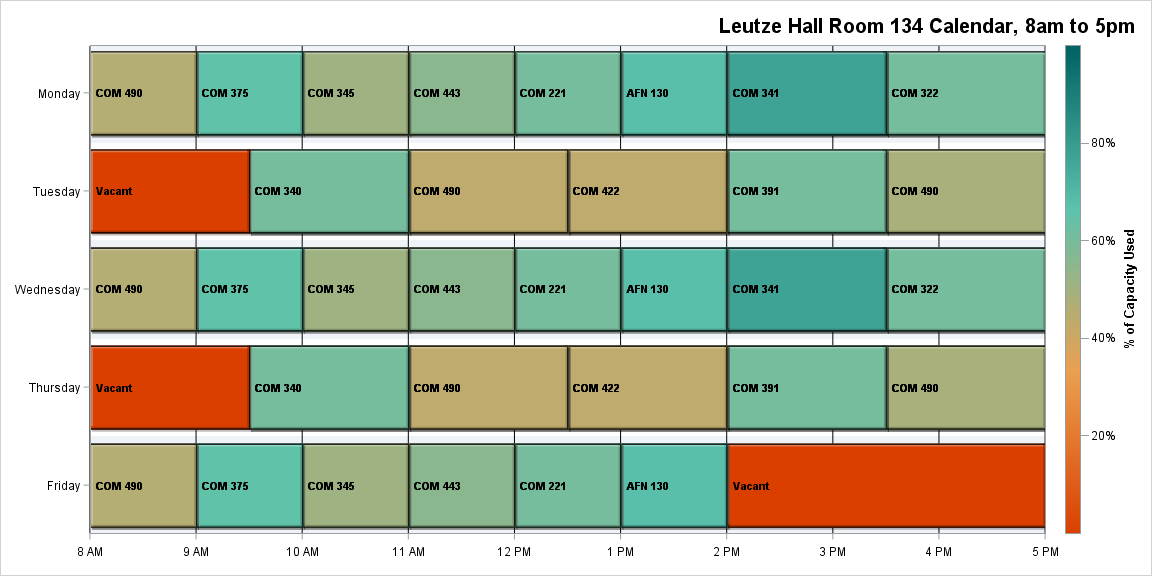 Leutze Hall Room 134 Calendar, 8am to 5pm
Monday COM 490 COM 375 COM 345 COM 443 COM 221 AFN 130 COM 341 COM 322
80%
Tuesday Vacant COM 340 COM 490 COM 422 COM 391 COM 490
60%
% of Capacity Used
Wednesday COM 490 COM 375 COM 345 COM 443 COM 221 AFN 130 COM 341 COM 322
40%
Thursday Vacant COM 340 COM 490 COM 422 COM 391 COM 490
20%
Friday COM 490 COM 375 COM 345 COM 443 COM 221 AFN 130 Vacant
8 AM 9 AM 10 AM 11 AM 12 PM 1 PM 2 PM 3 PM 4 PM 5 PM